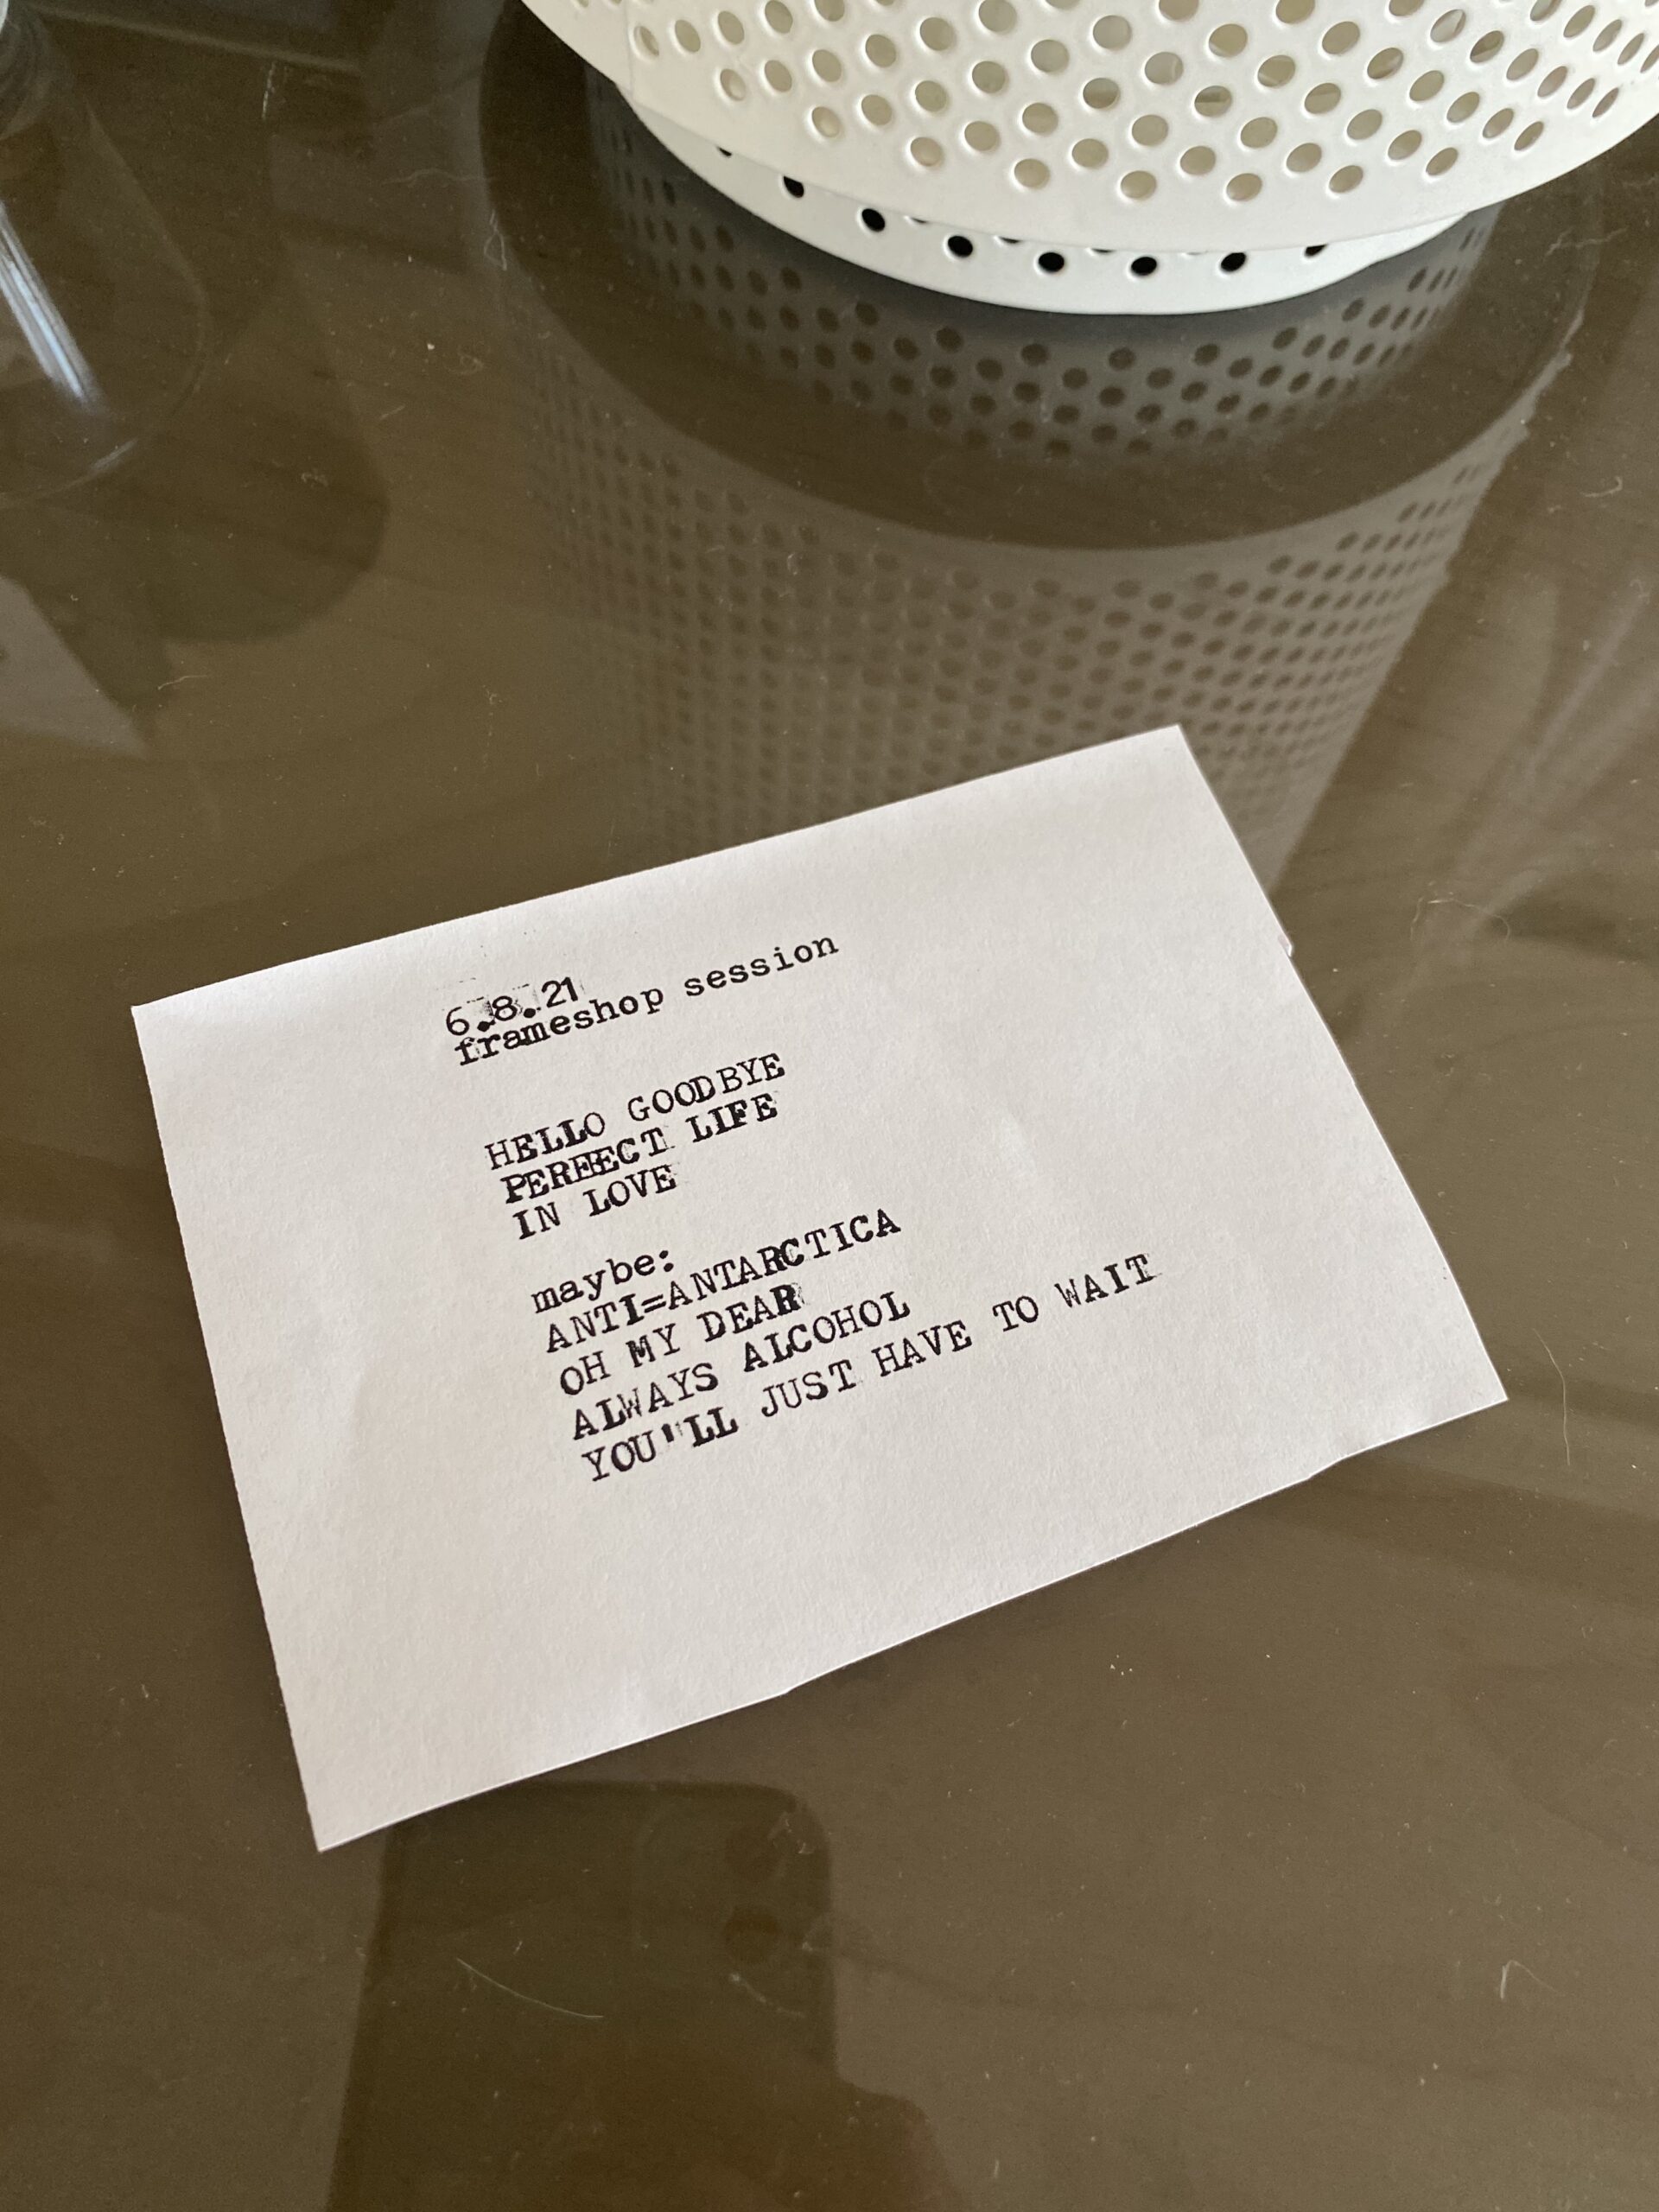 6.8.21
frameshop session
HELLO GOODBYE
PERFECT LIFE
IN LOVE
maybe:
ANTI=ANTARCTICA
OH MY DEAR
ALWAYS ALCOHOL
YOU'LL JUST HAVE TO WAIT